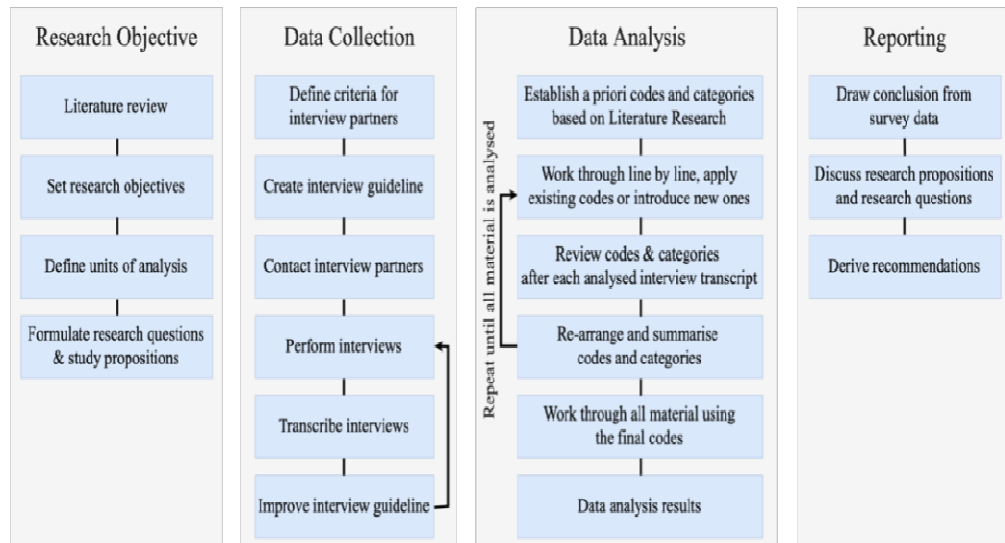 Research Objective
Literature review
Set research objectives
Define units of analysis
Formulate research questions
& study propositions
Data Collection
Define criteria for
interview partners
Create interview guideline
Contact interview partners
Perform interviews
Transcribe interviews
Improve interview guideline
Repeat until all material is analysed
Data Analysis
Establish a priori codes and categories
based on Literature Research
Work through line by line, apply
existing codes or introduce new ones
Review codes & categories
after each analysed interview transcript
Re-arrange and summarise
codes and categories
Work through all material using
the final codes
Data analysis results
Reporting
Draw conclusion from
survey data
Discuss research propositions
and research questions
Derive recommendations